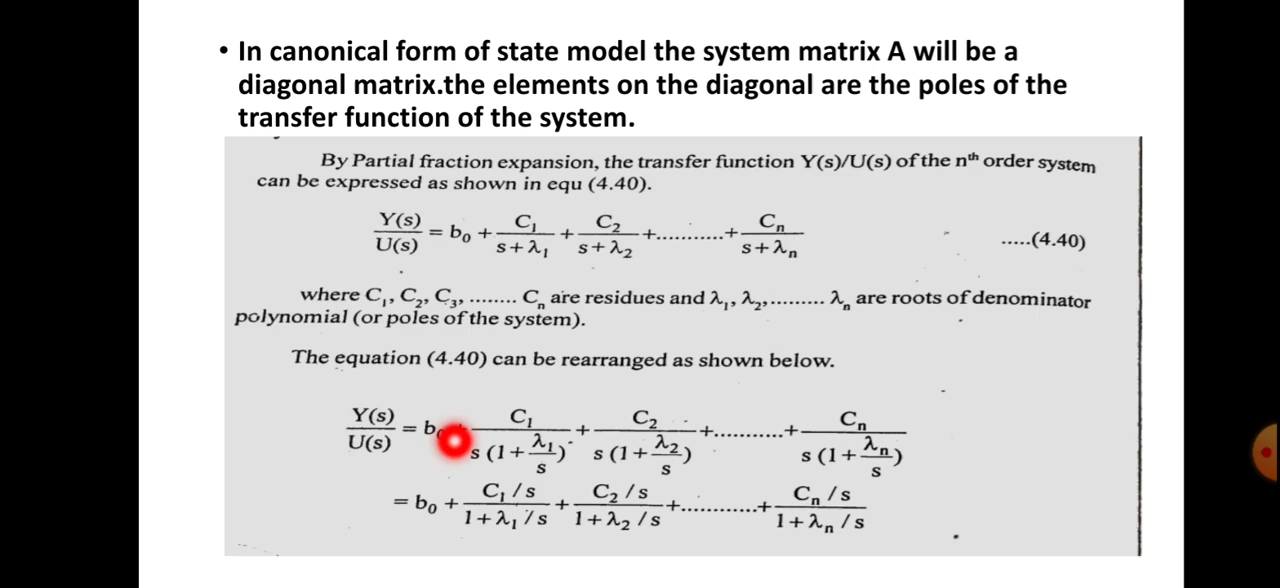 • In canonical form of state model the system matrix A will be a
diagonal matrix.the elements on the diagonal are the poles of the
transfer function of the system.
By Partial fraction expansion, the transfer function Y(s)/U(s) of the nᵗʰ order system
can be expressed as shown in equ (4.40).
Y(s)/U(s) = b₀ + C₁/(s+λ₁) + C₂/(s+λ₂) +...........+ Cₙ/(s+λₙ) .....(4.40)
where C₁, C₂, C₃, ........ Cₙ are residues and λ₁, λ₂,......... λₙ are roots of denominator
polynomial (or poles of the system).
The equation (4.40) can be rearranged as shown below.
Y(s)/U(s) = b C₁/(s (1+λ₁/s)) + C₂/(s (1+λ₂/s)) +...........+ Cₙ/(s (1+λₙ/s))
= b₀ + (C₁/s)/(1+λ₁/s) + (C₂/s)/(1+λ₂/s) +............+ (Cₙ/s)/(1+λₙ/s)